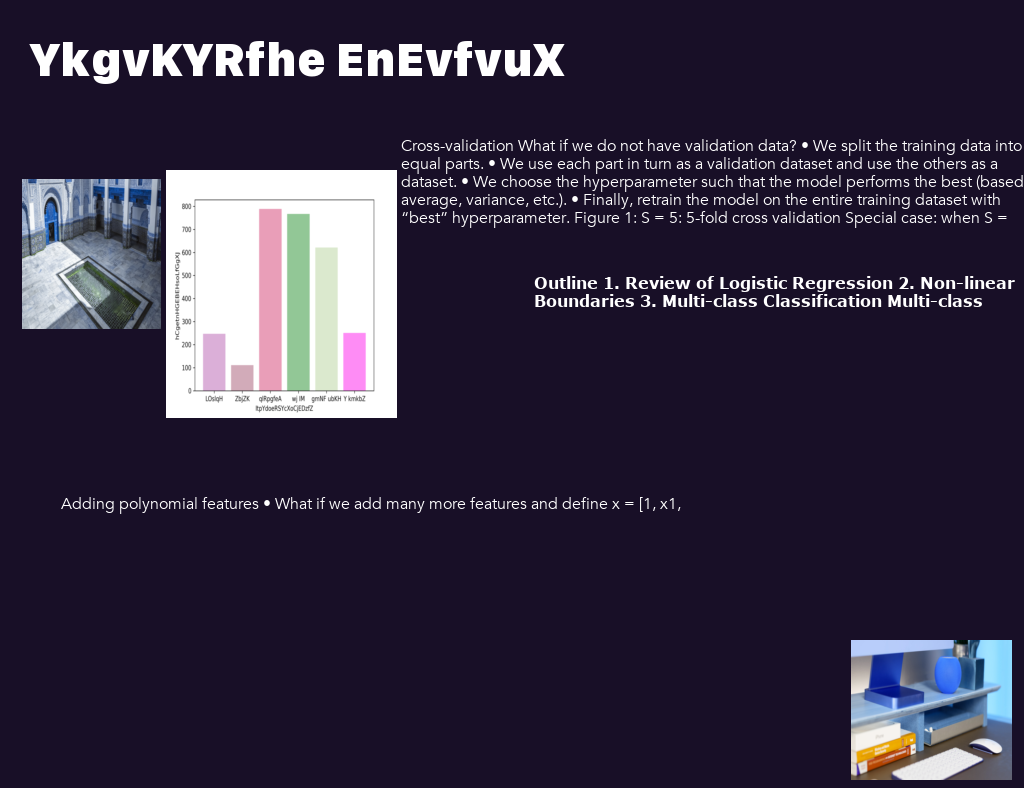 YkgvKYRfhe EnEvfvuX
Cross-validation What if we do not have validation data? • We split the training data into
equal parts. • We use each part in turn as a validation dataset and use the others as a
dataset. • We choose the hyperparameter such that the model performs the best (based
average, variance, etc.). • Finally, retrain the model on the entire training dataset with
“best” hyperparameter. Figure 1: S = 5: 5-fold cross validation Special case: when S =
800
700
600
500
400
300
200
100
0
LOslqH ZbjZK qlRpgfeA wj lM gmNF ubKH Y kmkbZ
Outline 1. Review of Logistic Regression 2. Non-linear
Boundaries 3. Multi-class Classification Multi-class
Adding polynomial features • What if we add many more features and define x = [1, x1,